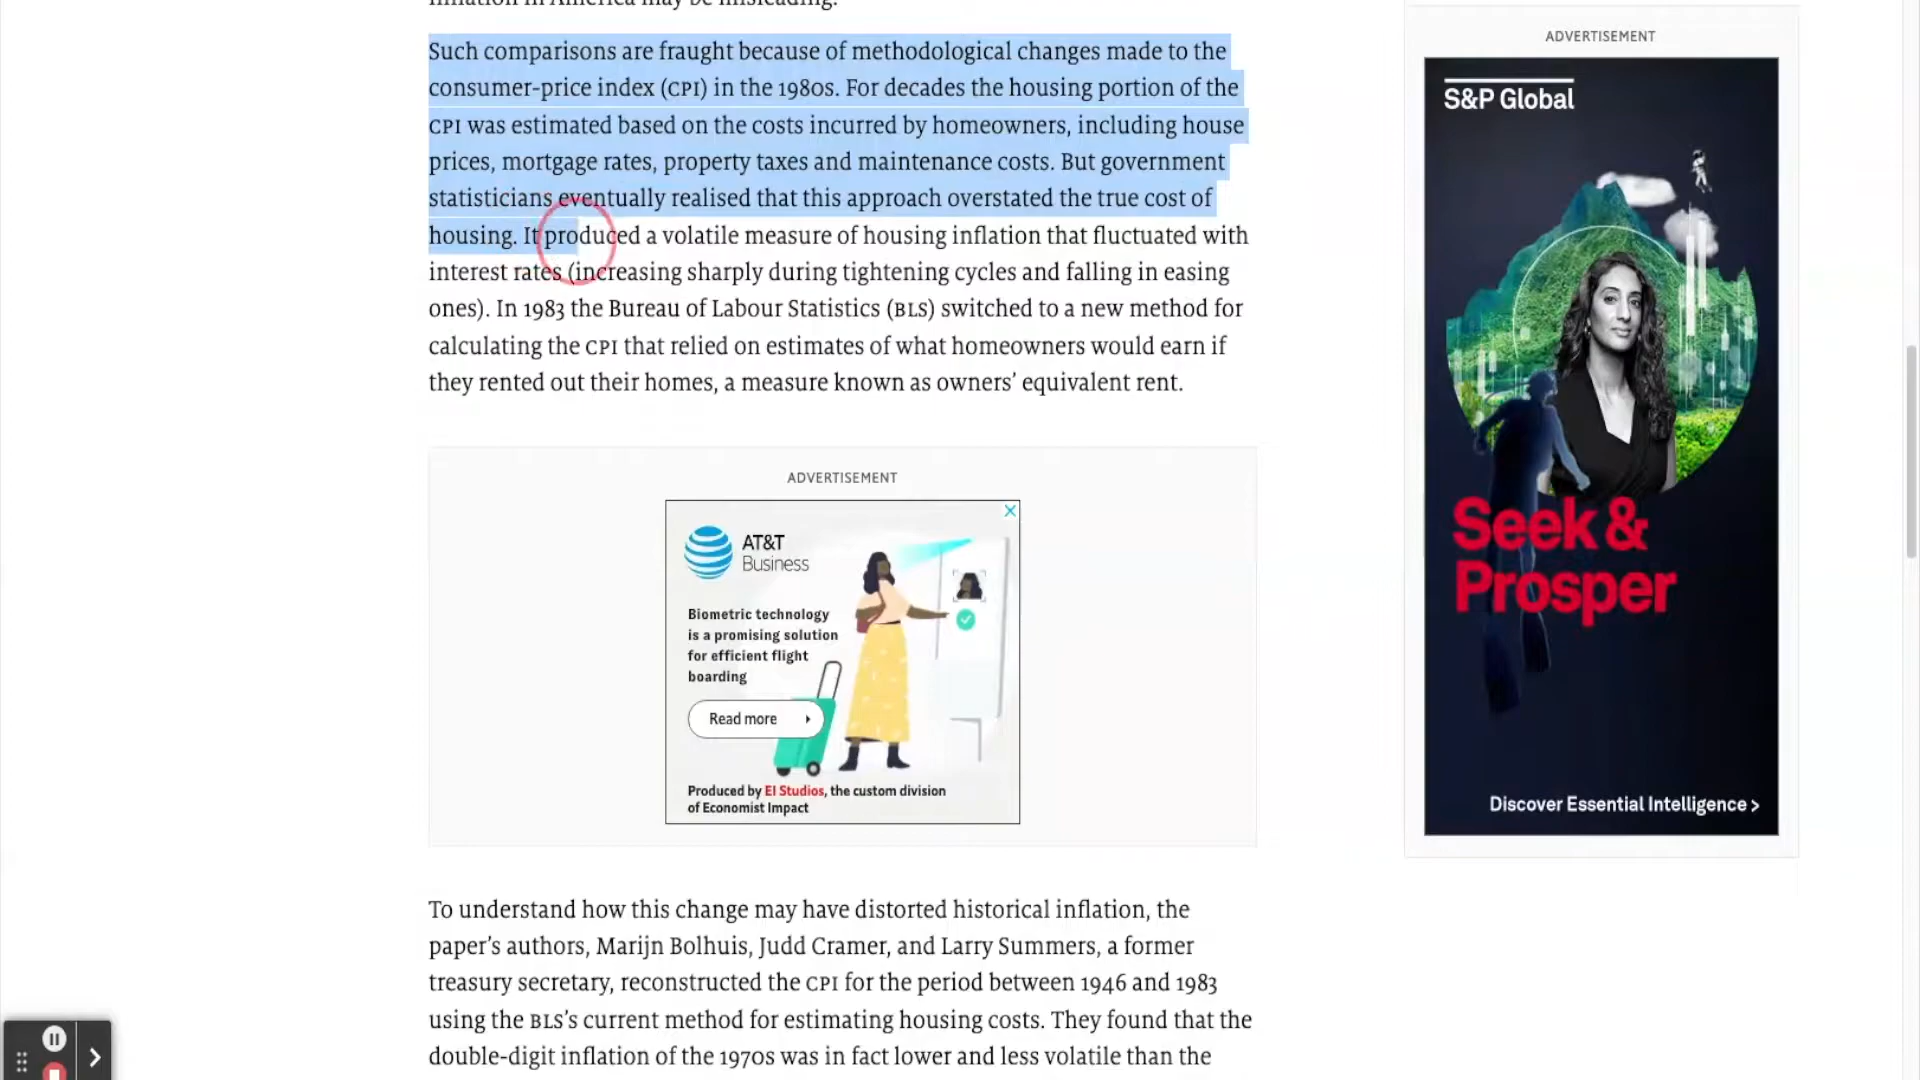 inflation in America may be misleading.
Such comparisons are fraught because of methodological changes made to the
consumer-price index (CPI) in the 1980s. For decades the housing portion of the
CPI was estimated based on the costs incurred by homeowners, including house
prices, mortgage rates, property taxes and maintenance costs. But government
statisticians eventually realised that this approach overstated the true cost of
housing. It produced a volatile measure of housing inflation that fluctuated with
interest rates (increasing sharply during tightening cycles and falling in easing
ones). In 1983 the Bureau of Labour Statistics (BLS) switched to a new method for
calculating the CPI that relied on estimates of what homeowners would earn if
they rented out their homes, a measure known as owners’ equivalent rent.
ADVERTISEMENT
AT&T
Business
Biometric technology
is a promising solution
for efficient flight
boarding
Read more
Produced by EI Studios, the custom division
of Economist Impact
To understand how this change may have distorted historical inflation, the
paper’s authors, Marijn Bolhuis, Judd Cramer, and Larry Summers, a former
treasury secretary, reconstructed the CPI for the period between 1946 and 1983
using the BLS’s current method for estimating housing costs. They found that the
double-digit inflation of the 1970s was in fact lower and less volatile than the
ADVERTISEMENT
S&P Global
Seek &
Prosper
Discover Essential Intelligence >